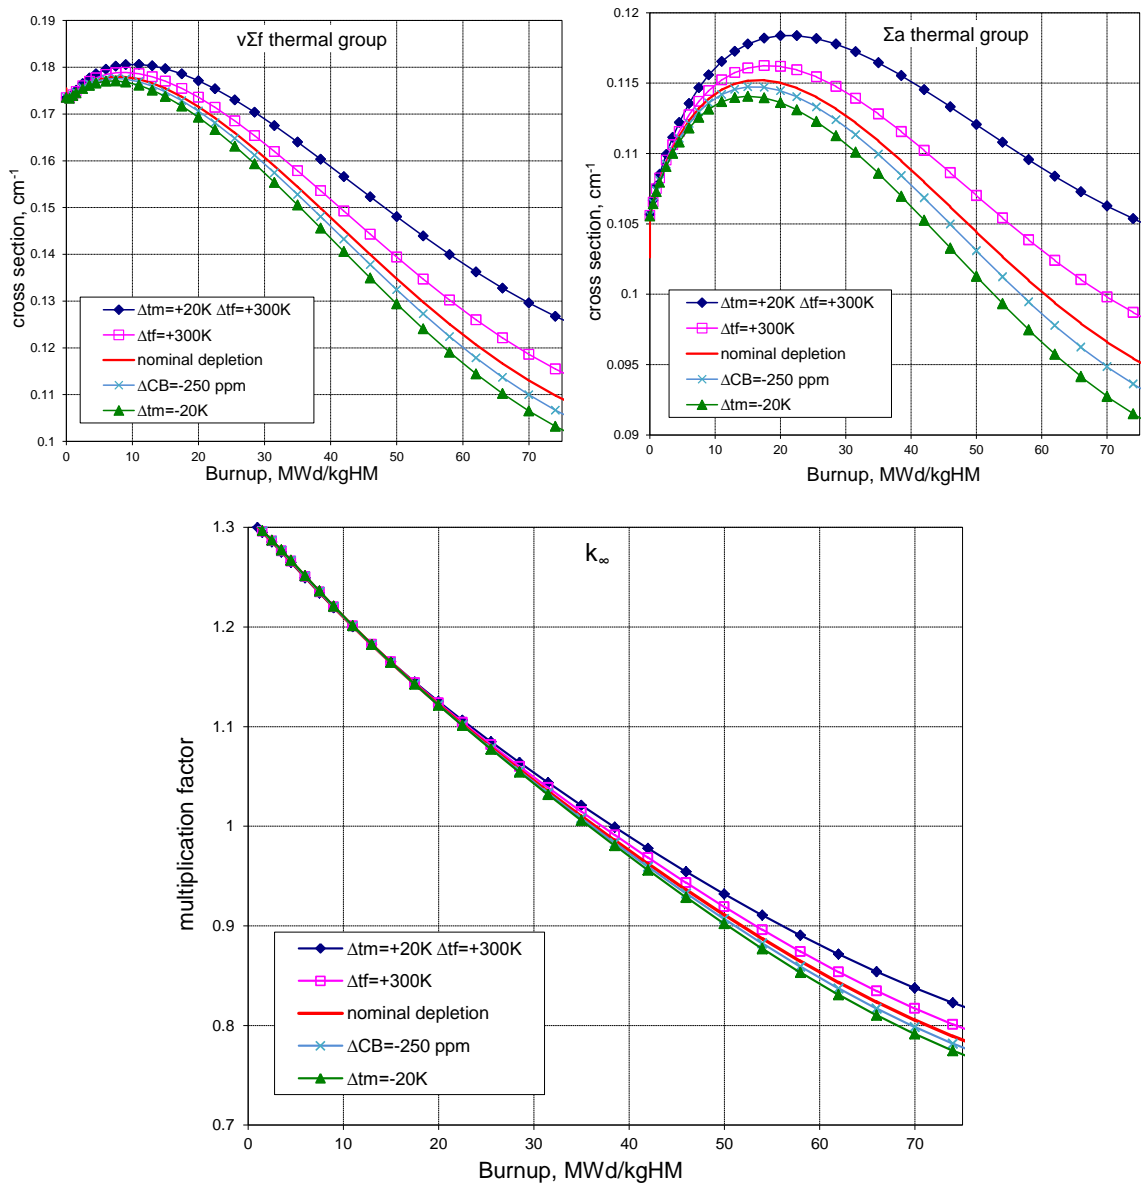 νΣf thermal group
0.19
0.18
0.17
0.16
0.15
0.14
0.13
0.12
0.11
0.1
cross section, cm⁻¹
Δtm=+20K Δtf=+300K
Δtf=+300K
nominal depletion
ΔCB=-250 ppm
Δtm=-20K
0 10 20 30 40 50 60 70
Burnup, MWd/kgHM
Σa thermal group
0.12
0.115
0.11
0.105
0.1
0.095
0.09
cross section, cm⁻¹
Δtm=+20K Δtf=+300K
Δtf=+300K
nominal depletion
ΔCB=-250 ppm
Δtm=-20K
0 10 20 30 40 50 60 70
Burnup, MWd/kgHM
k∞
1.3
1.2
1.1
1
0.9
0.8
0.7
multiplication factor
Δtm=+20K Δtf=+300K
Δtf=+300K
nominal depletion
ΔCB=-250 ppm
Δtm=-20K
0 10 20 30 40 50 60 70
Burnup, MWd/kgHM